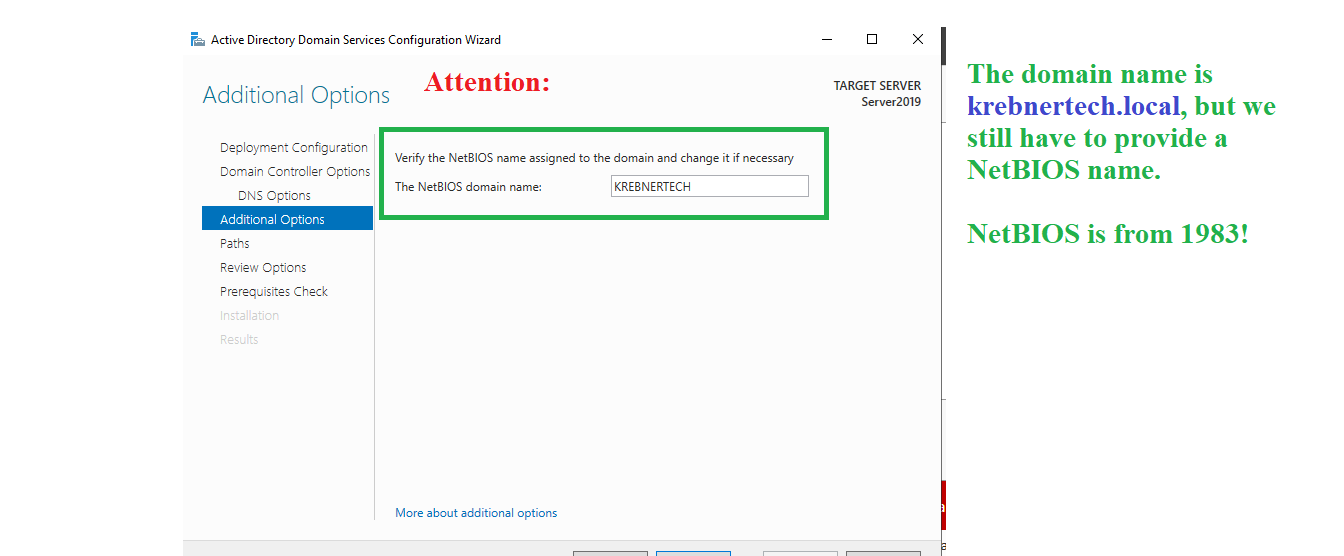 Active Directory Domain Services Configuration Wizard
Additional Options
Attention:
TARGET SERVER
Server2019
Deployment Configuration
Domain Controller Options
DNS Options
Additional Options
Paths
Review Options
Prerequisites Check
Installation
Results
Verify the NetBIOS name assigned to the domain and change it if necessary
The NetBIOS domain name:
KREBNERTECH
More about additional options
The domain name is
krebnertech.local, but we
still have to provide a
NetBIOS name.
NetBIOS is from 1983!